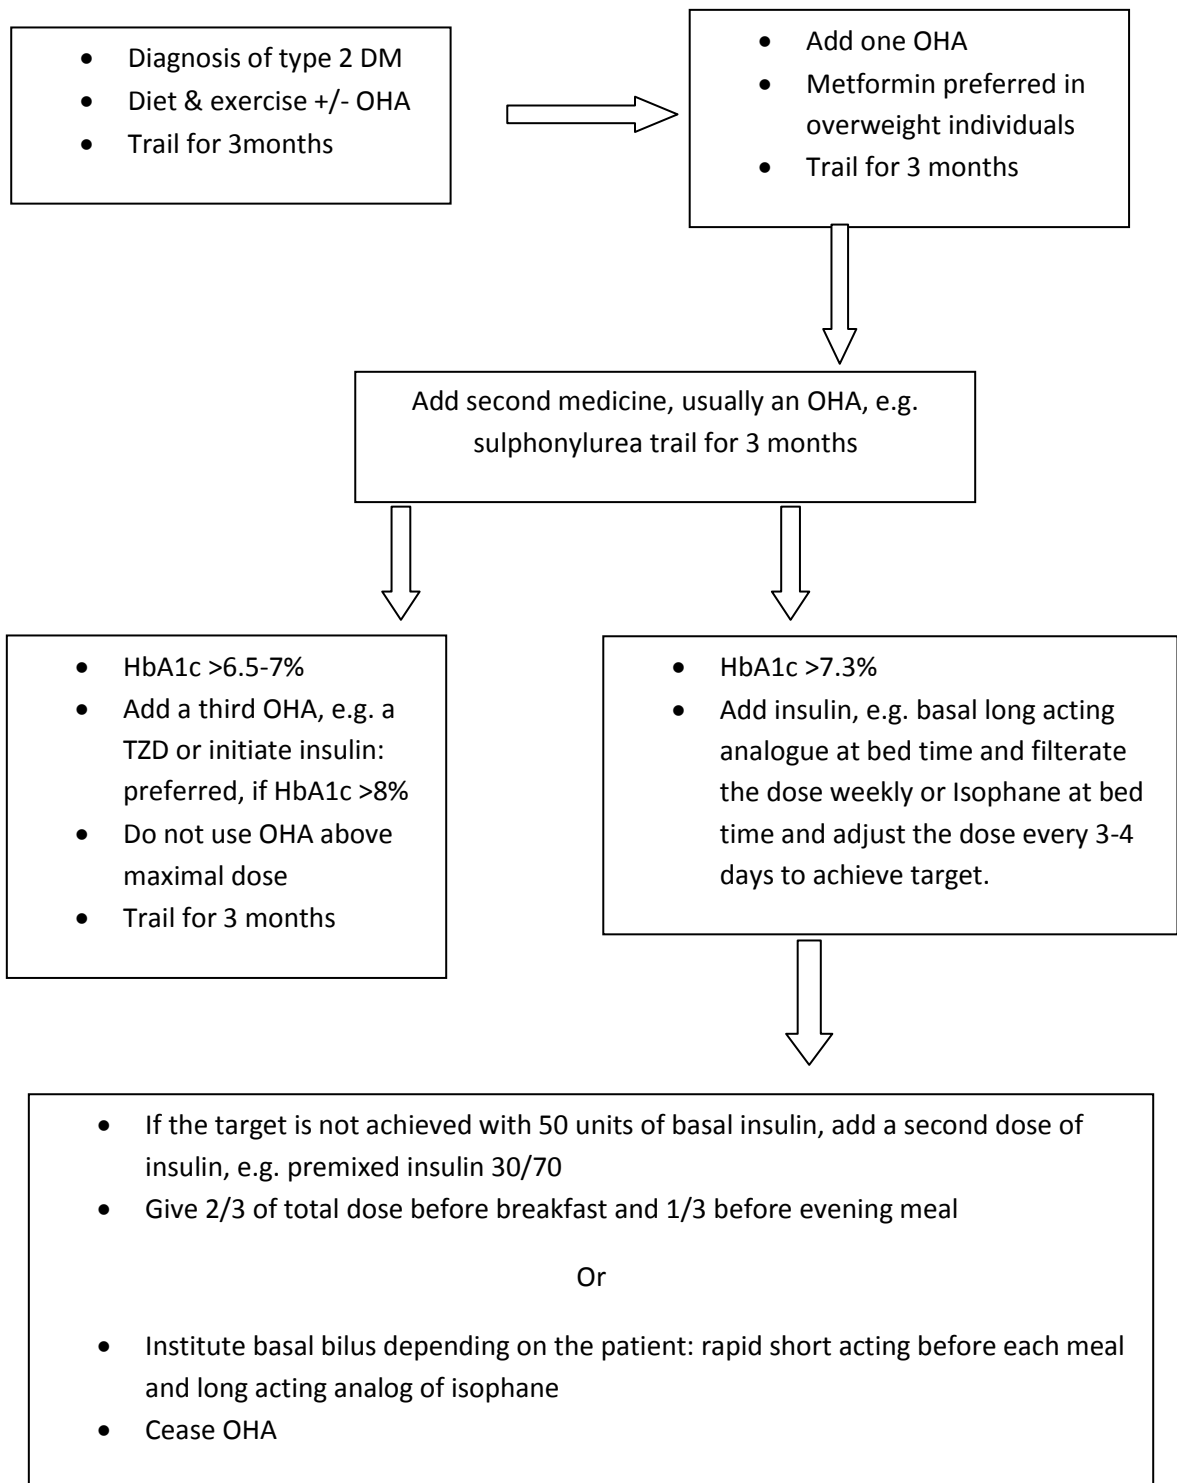 • Diagnosis of type 2 DM
• Diet & exercise +/- OHA
• Trail for 3months
• Add one OHA
• Metformin preferred in
overweight individuals
• Trail for 3 months
Add second medicine, usually an OHA, e.g.
sulphonylurea trail for 3 months
• HbA1c >6.5-7%
• Add a third OHA, e.g. a
TZD or initiate insulin:
preferred, if HbA1c >8%
• Do not use OHA above
maximal dose
• Trail for 3 months
• HbA1c >7.3%
• Add insulin, e.g. basal long acting
analogue at bed time and filterate
the dose weekly or Isophane at bed
time and adjust the dose every 3-4
days to achieve target.
• If the target is not achieved with 50 units of basal insulin, add a second dose of
insulin, e.g. premixed insulin 30/70
• Give 2/3 of total dose before breakfast and 1/3 before evening meal
Or
• Institute basal bilus depending on the patient: rapid short acting before each meal
and long acting analog of isophane
• Cease OHA